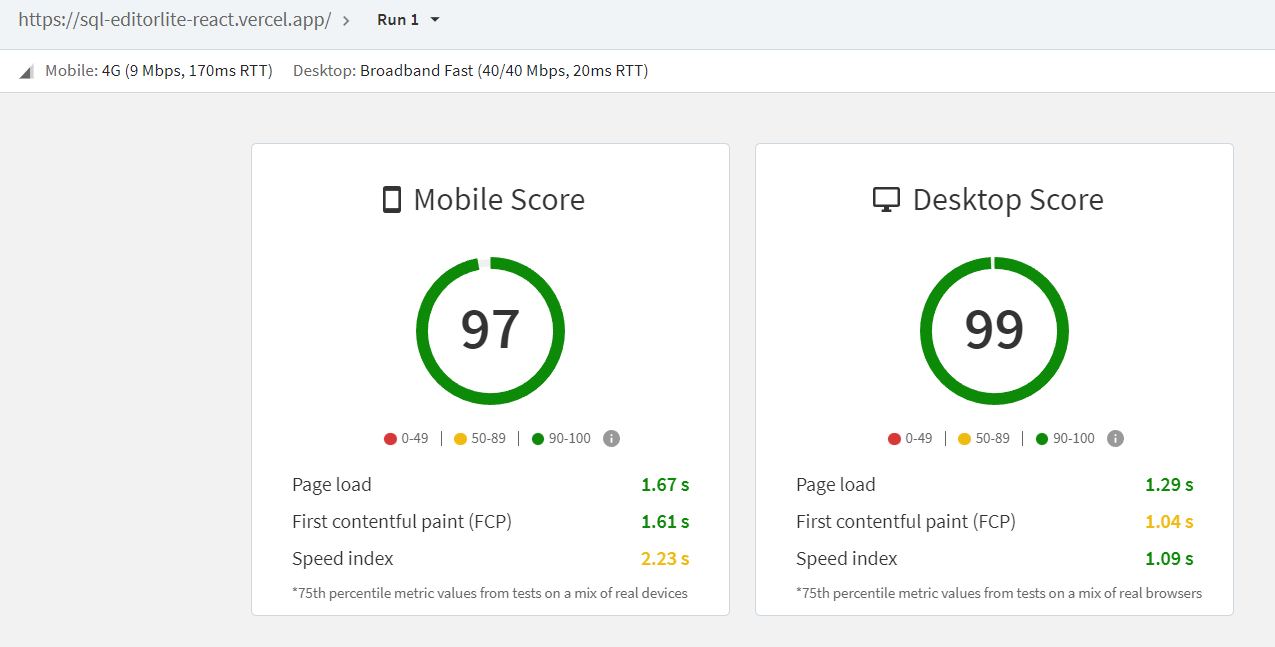 https://sql-editorlite-react.vercel.app/ > Run 1
Mobile: 4G (9 Mbps, 170ms RTT) Desktop: Broadband Fast (40/40 Mbps, 20ms RTT)
Mobile Score
97
0-49 | 50-89 | 90-100
Page load 1.67 s
First contentful paint (FCP) 1.61 s
Speed index 2.23 s
*75th percentile metric values from tests on a mix of real devices
Desktop Score
99
0-49 | 50-89 | 90-100
Page load 1.29 s
First contentful paint (FCP) 1.04 s
Speed index 1.09 s
*75th percentile metric values from tests on a mix of real browsers